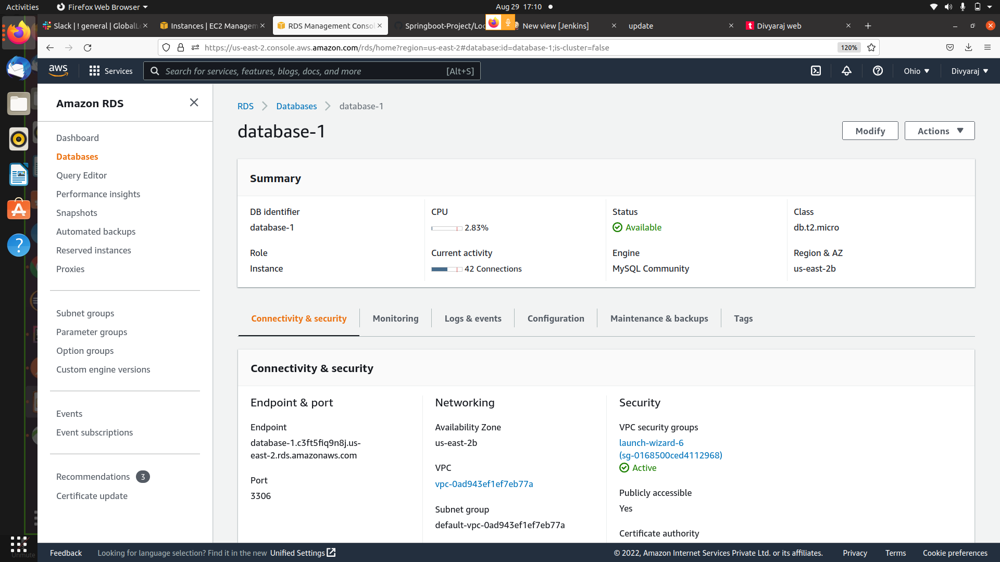 Activities
Firefox Web Browser
Aug 29 17:10
Slack | ! general | GlobalL
Instances | EC2 Managem
RDS Management Consol
Springboot-Project/Loc
New view [Jenkins]
update
t
Divyaraj web
https://us-east-2.console.aws.amazon.com/rds/home?region=us-east-2#database:id=database-1;is-cluster=false
120%
aws
Services
Search for services, features, blogs, docs, and more
[Alt+S]
Ohio
Divyaraj
Amazon RDS
Dashboard
Databases
Query Editor
Performance insights
Snapshots
Automated backups
Reserved instances
Proxies
Subnet groups
Parameter groups
Option groups
Custom engine versions
Events
Event subscriptions
Recommendations 3
Certificate update
RDS
Databases
database-1
database-1
Modify
Actions
Summary
DB identifier
database-1
CPU
2.83%
Status
Available
Class
db.t2.micro
Role
Instance
Current activity
42 Connections
Engine
MySQL Community
Region & AZ
us-east-2b
Connectivity & security
Monitoring
Logs & events
Configuration
Maintenance & backups
Tags
Connectivity & security
Endpoint & port
Endpoint
database-1.c3ft5fiq9n8j.us-
east-2.rds.amazonaws.com
Port
3306
Networking
Availability Zone
us-east-2b
VPC
vpc-0ad943ef1ef7eb77a
Subnet group
default-vpc-0ad943ef1ef7eb77a
Security
VPC security groups
launch-wizard-6
(sg-0168500ced4112968)
Active
Publicly accessible
Yes
Certificate authority
Unmute
Feedback
Looking for language selection? Find it in the new Unified Settings
© 2022, Amazon Internet Services Private Ltd. or its affiliates.
Privacy
Terms
Cookie preferences